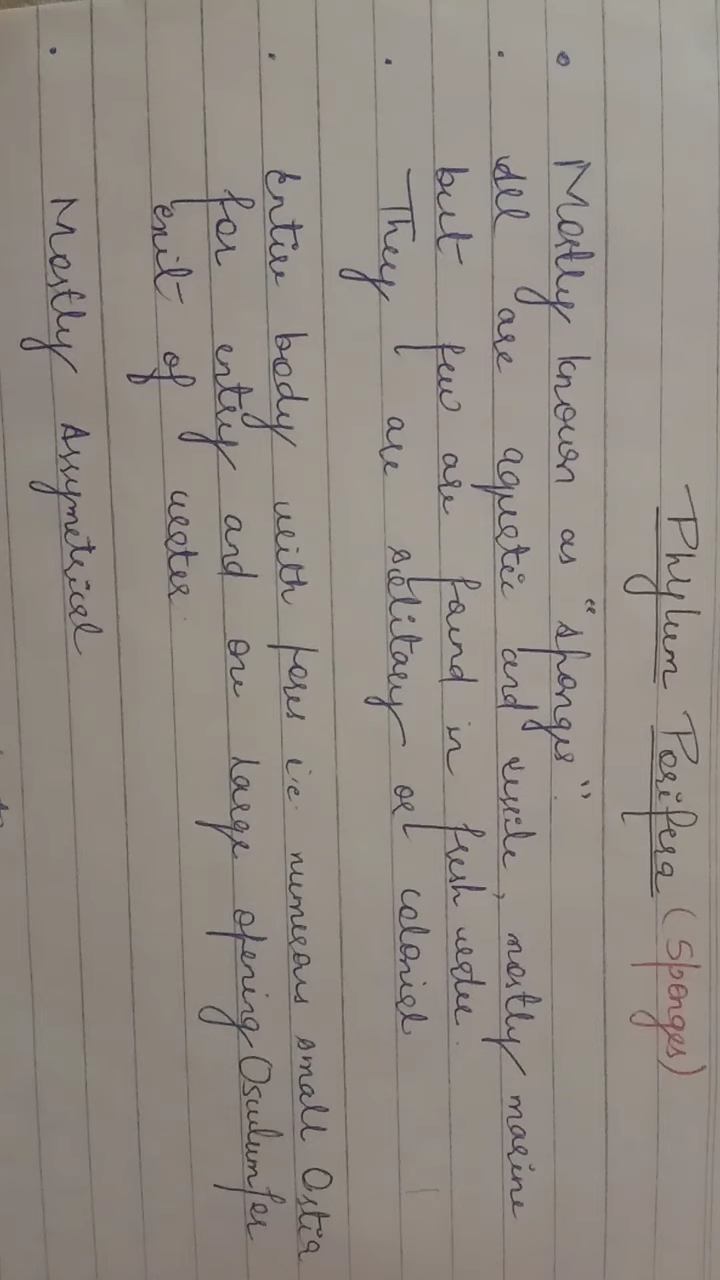 Phylum Porifera (Sponges)
• Mostly known as "sponges".
• All are aquatic and sessile, mostly marine
but few are found in fresh water.
• They are solitary or colonial
• Entire body with pores i.e. numerous small Ostia
for entry and one large opening Osculum for
exit of water.
• Mostly Assymetrical